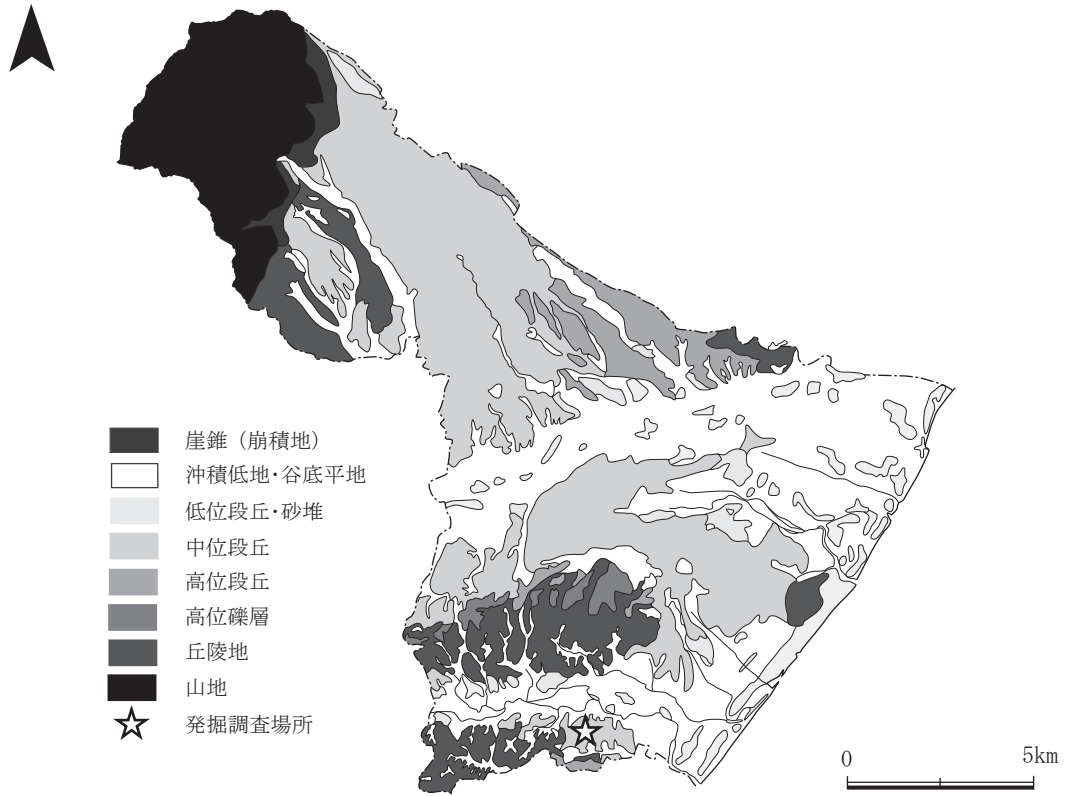 崖錐（崩積地）
沖積低地・谷底平地
低位段丘・砂堆
中位段丘
高位段丘
高位礫層
丘陵地
山地
発掘調査場所
0 5km